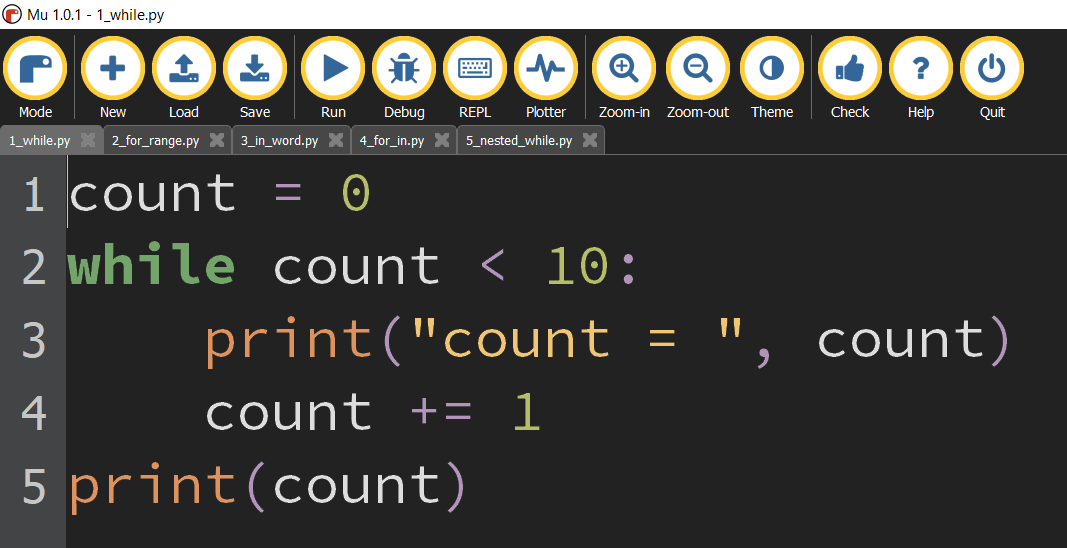 Mu 1.0.1 - 1_while.py
Mode New Load Save Run Debug REPL Plotter Zoom-in Zoom-out Theme Check Help Quit
1_while.py 2_for_range.py 3_in_word.py 4_for_in.py 5_nested_while.py
1 count = 0
2 while count < 10:
3     print("count = ", count)
4     count += 1
5 print(count)